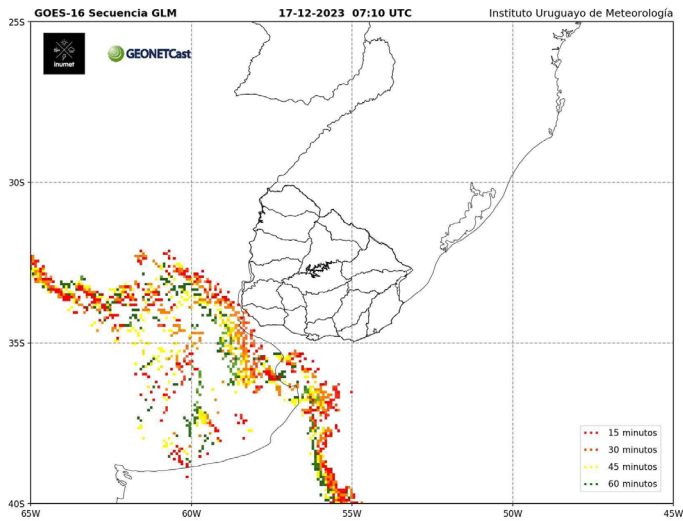 GOES-16 Secuencia GLM 17-12-2023 07:10 UTC Instituto Uruguayo de Meteorología
25S
inumet
GEONETCast
30S
35S
15 minutos
30 minutos
45 minutos
60 minutos
40S
65W 60W 55W 50W 45W